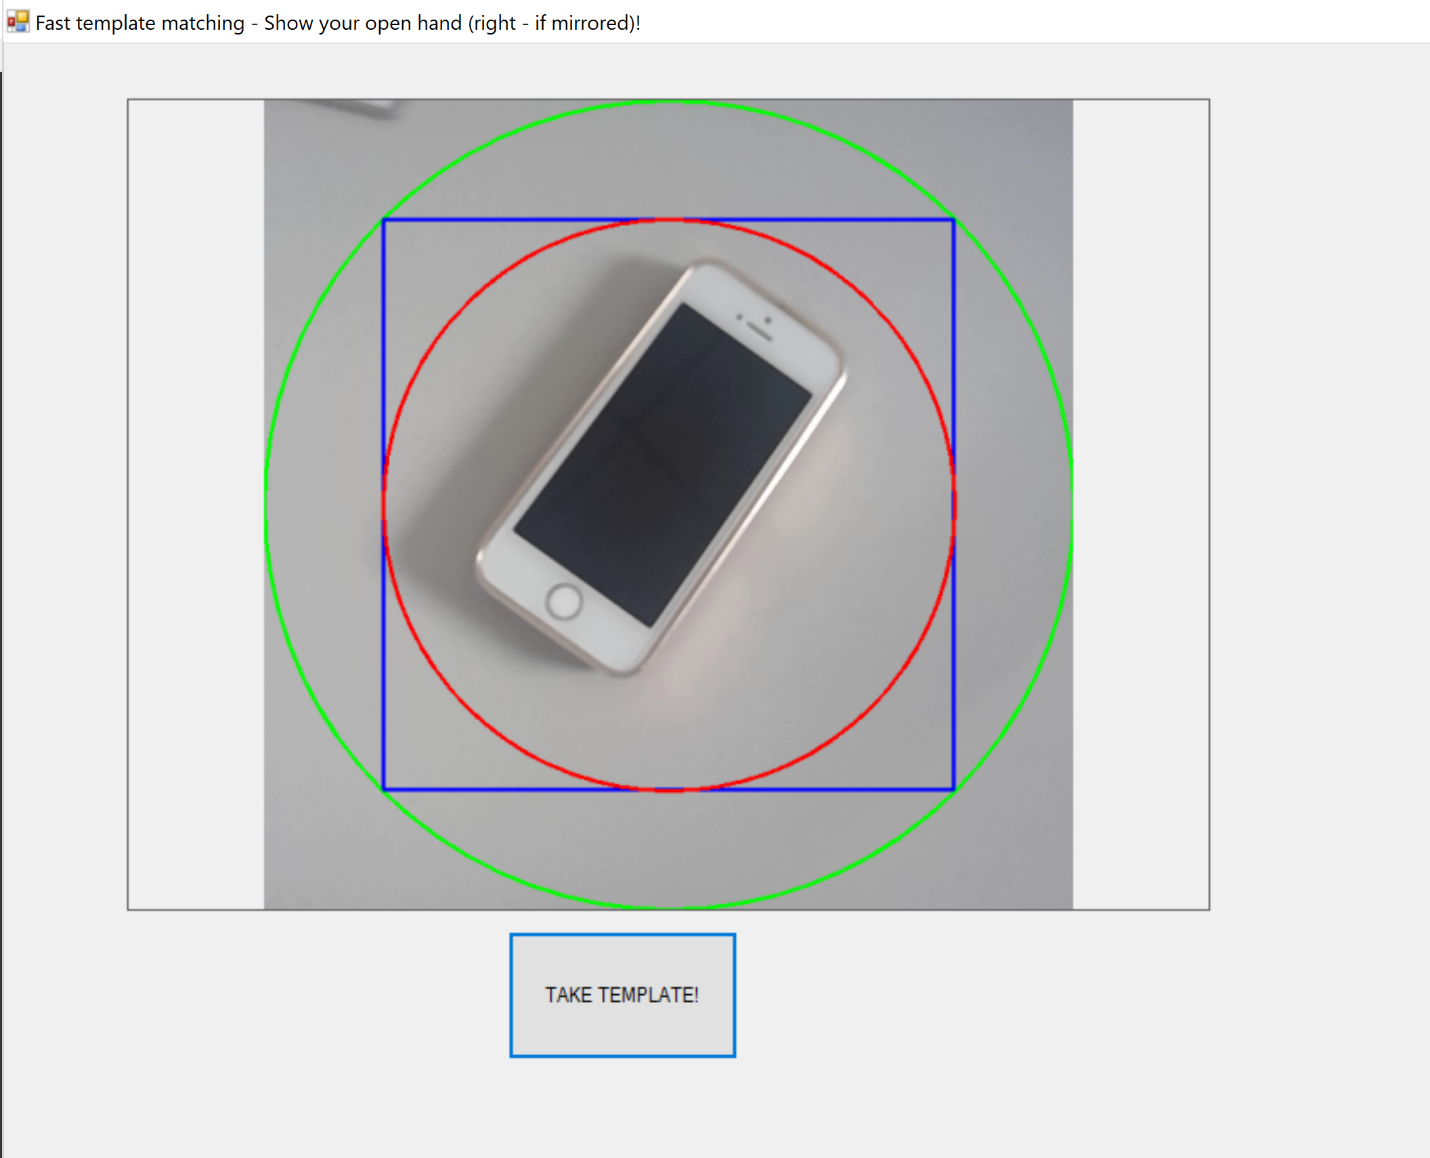 Fast template matching - Show your open hand (right - if mirrored)!
TAKE TEMPLATE!